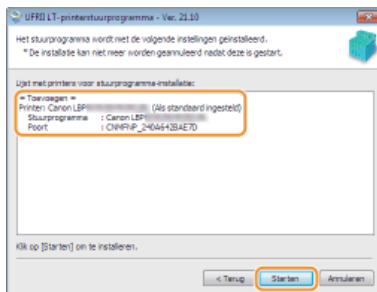 UFRII LT-printerstuurprogramma - Ver. 21.10
Het stuurprogramma wordt met de volgende instellingen geïnstalleerd.
* De installatie kan niet meer worden geannuleerd nadat deze is gestart.
Lijst met printers voor stuurprogramma-installatie:
= Toevoegen =
Printer: Canon LBP (Als standaard ingesteld)
Stuurprogramma : Canon LBP
Poort : CNMFNP_240A642BAE7D
Klik op [Starten] om te installeren.
< Terug Starten Annuleren